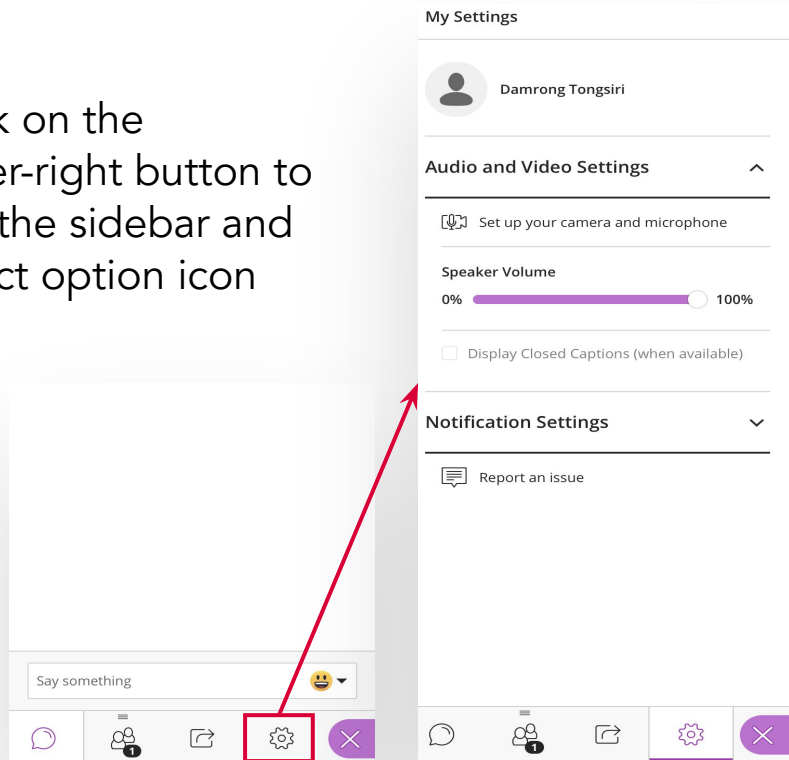 My Settings
Damrong Tongsiri
k on the
er-right button to
the sidebar and
ct option icon
Audio and Video Settings
Set up your camera and microphone
Speaker Volume
0% 100%
Display Closed Captions (when available)
Notification Settings
Report an issue
Say something
1
1